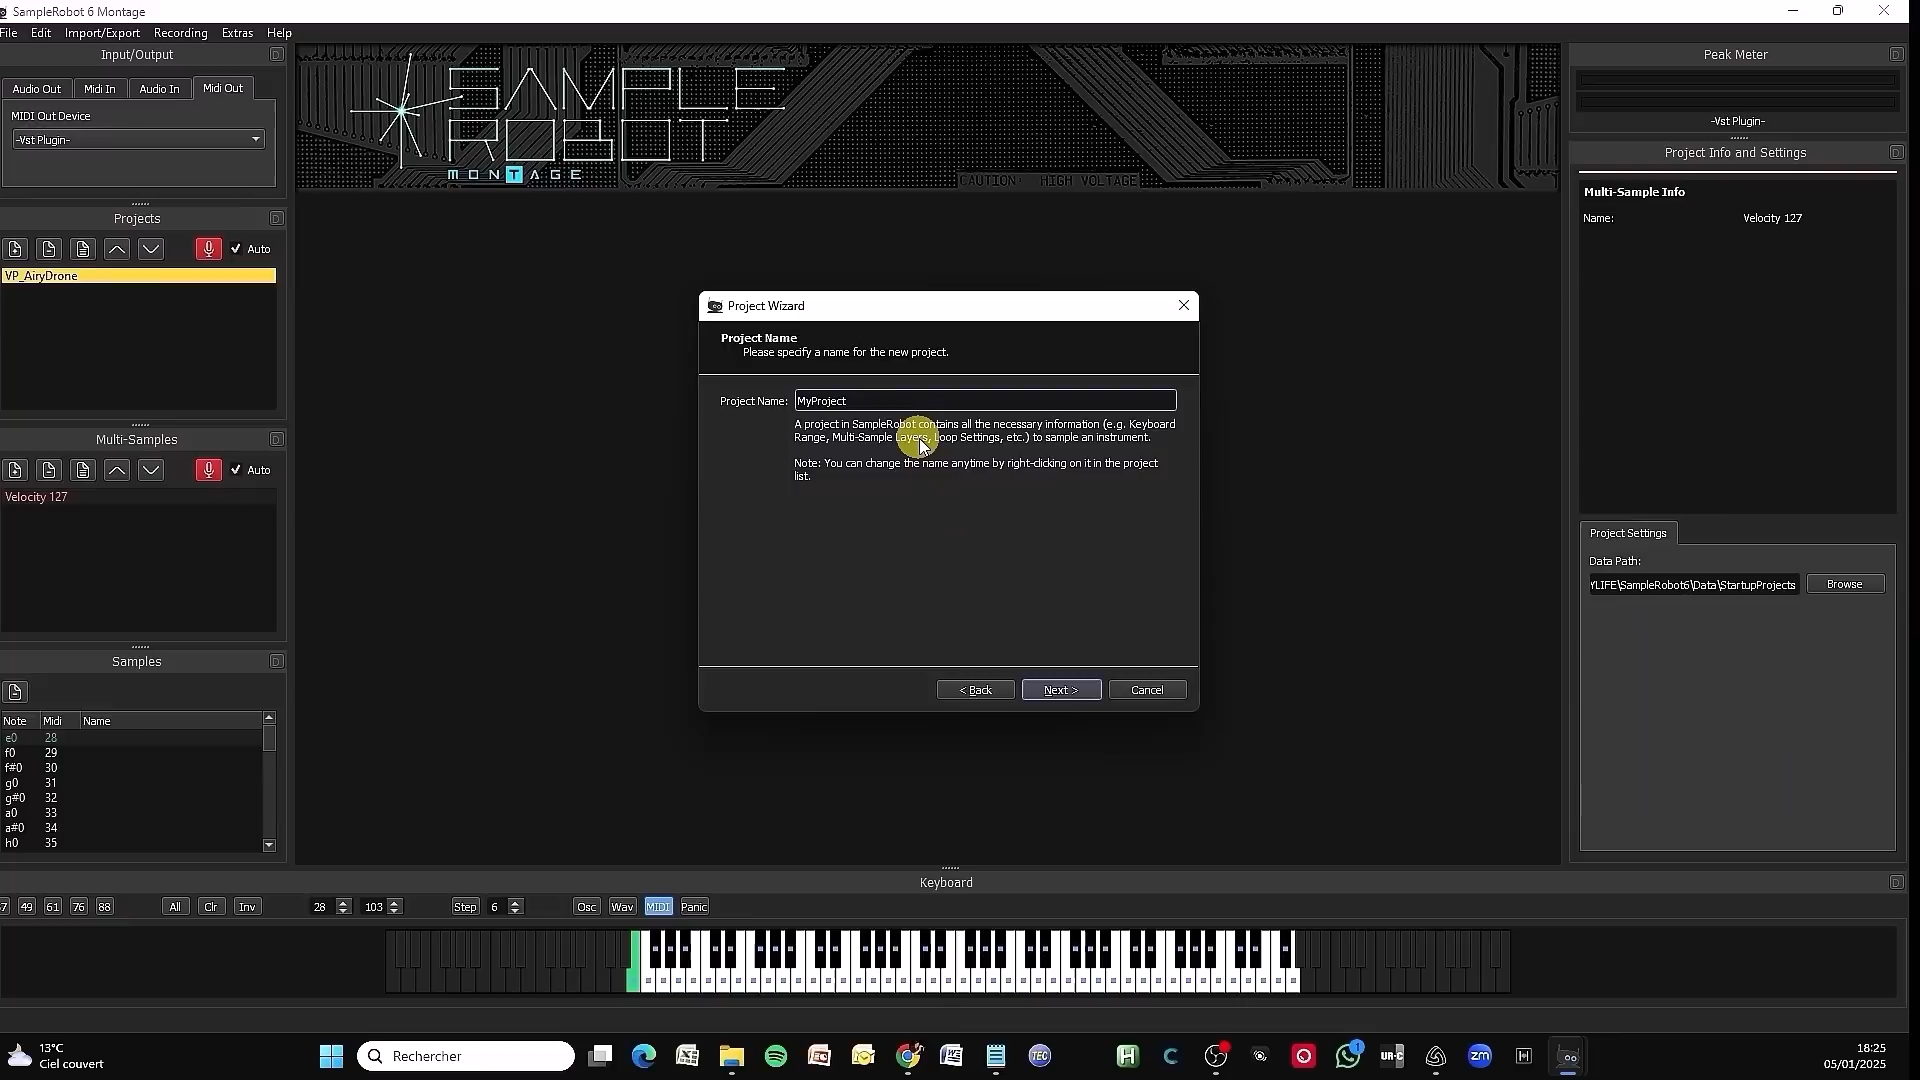 SampleRobot 6 Montage
File Edit Import/Export Recording Extras Help
Input/Output
Audio Out Midi In Audio In Midi Out
MIDI Out Device
-Vst Plugin-
Projects
Auto
VP_AiryDrone
Multi-Samples
Auto
Velocity 127
Samples
Note Midi Name
e0 28
f0 29
f#0 30
g0 31
g#0 32
a0 33
a#0 34
h0 35
SAMPLE
ROBOT
MONTAGE
CAUTION: HIGH VOLTAGE
Project Wizard
Project Name
Please specify a name for the new project.
Project Name: MyProject
A project in SampleRobot contains all the necessary information (e.g. Keyboard
Range, Multi-Sample Layers, Loop Settings, etc.) to sample an instrument.
Note: You can change the name anytime by right-clicking on it in the project
list.
< Back Next > Cancel
Peak Meter
-Vst Plugin-
Project Info and Settings
Multi-Sample Info
Name: Velocity 127
Project Settings
Data Path:
YLIFE\SampleRobot6\Data\StartupProjects Browse
Keyboard
49 61 76 88 All Clr Inv 28 103 Step 6 Osc Wav MIDI Panic
13°C
Ciel couvert
Rechercher
TEC
UR-C
zm
1
18:25
05/01/2025